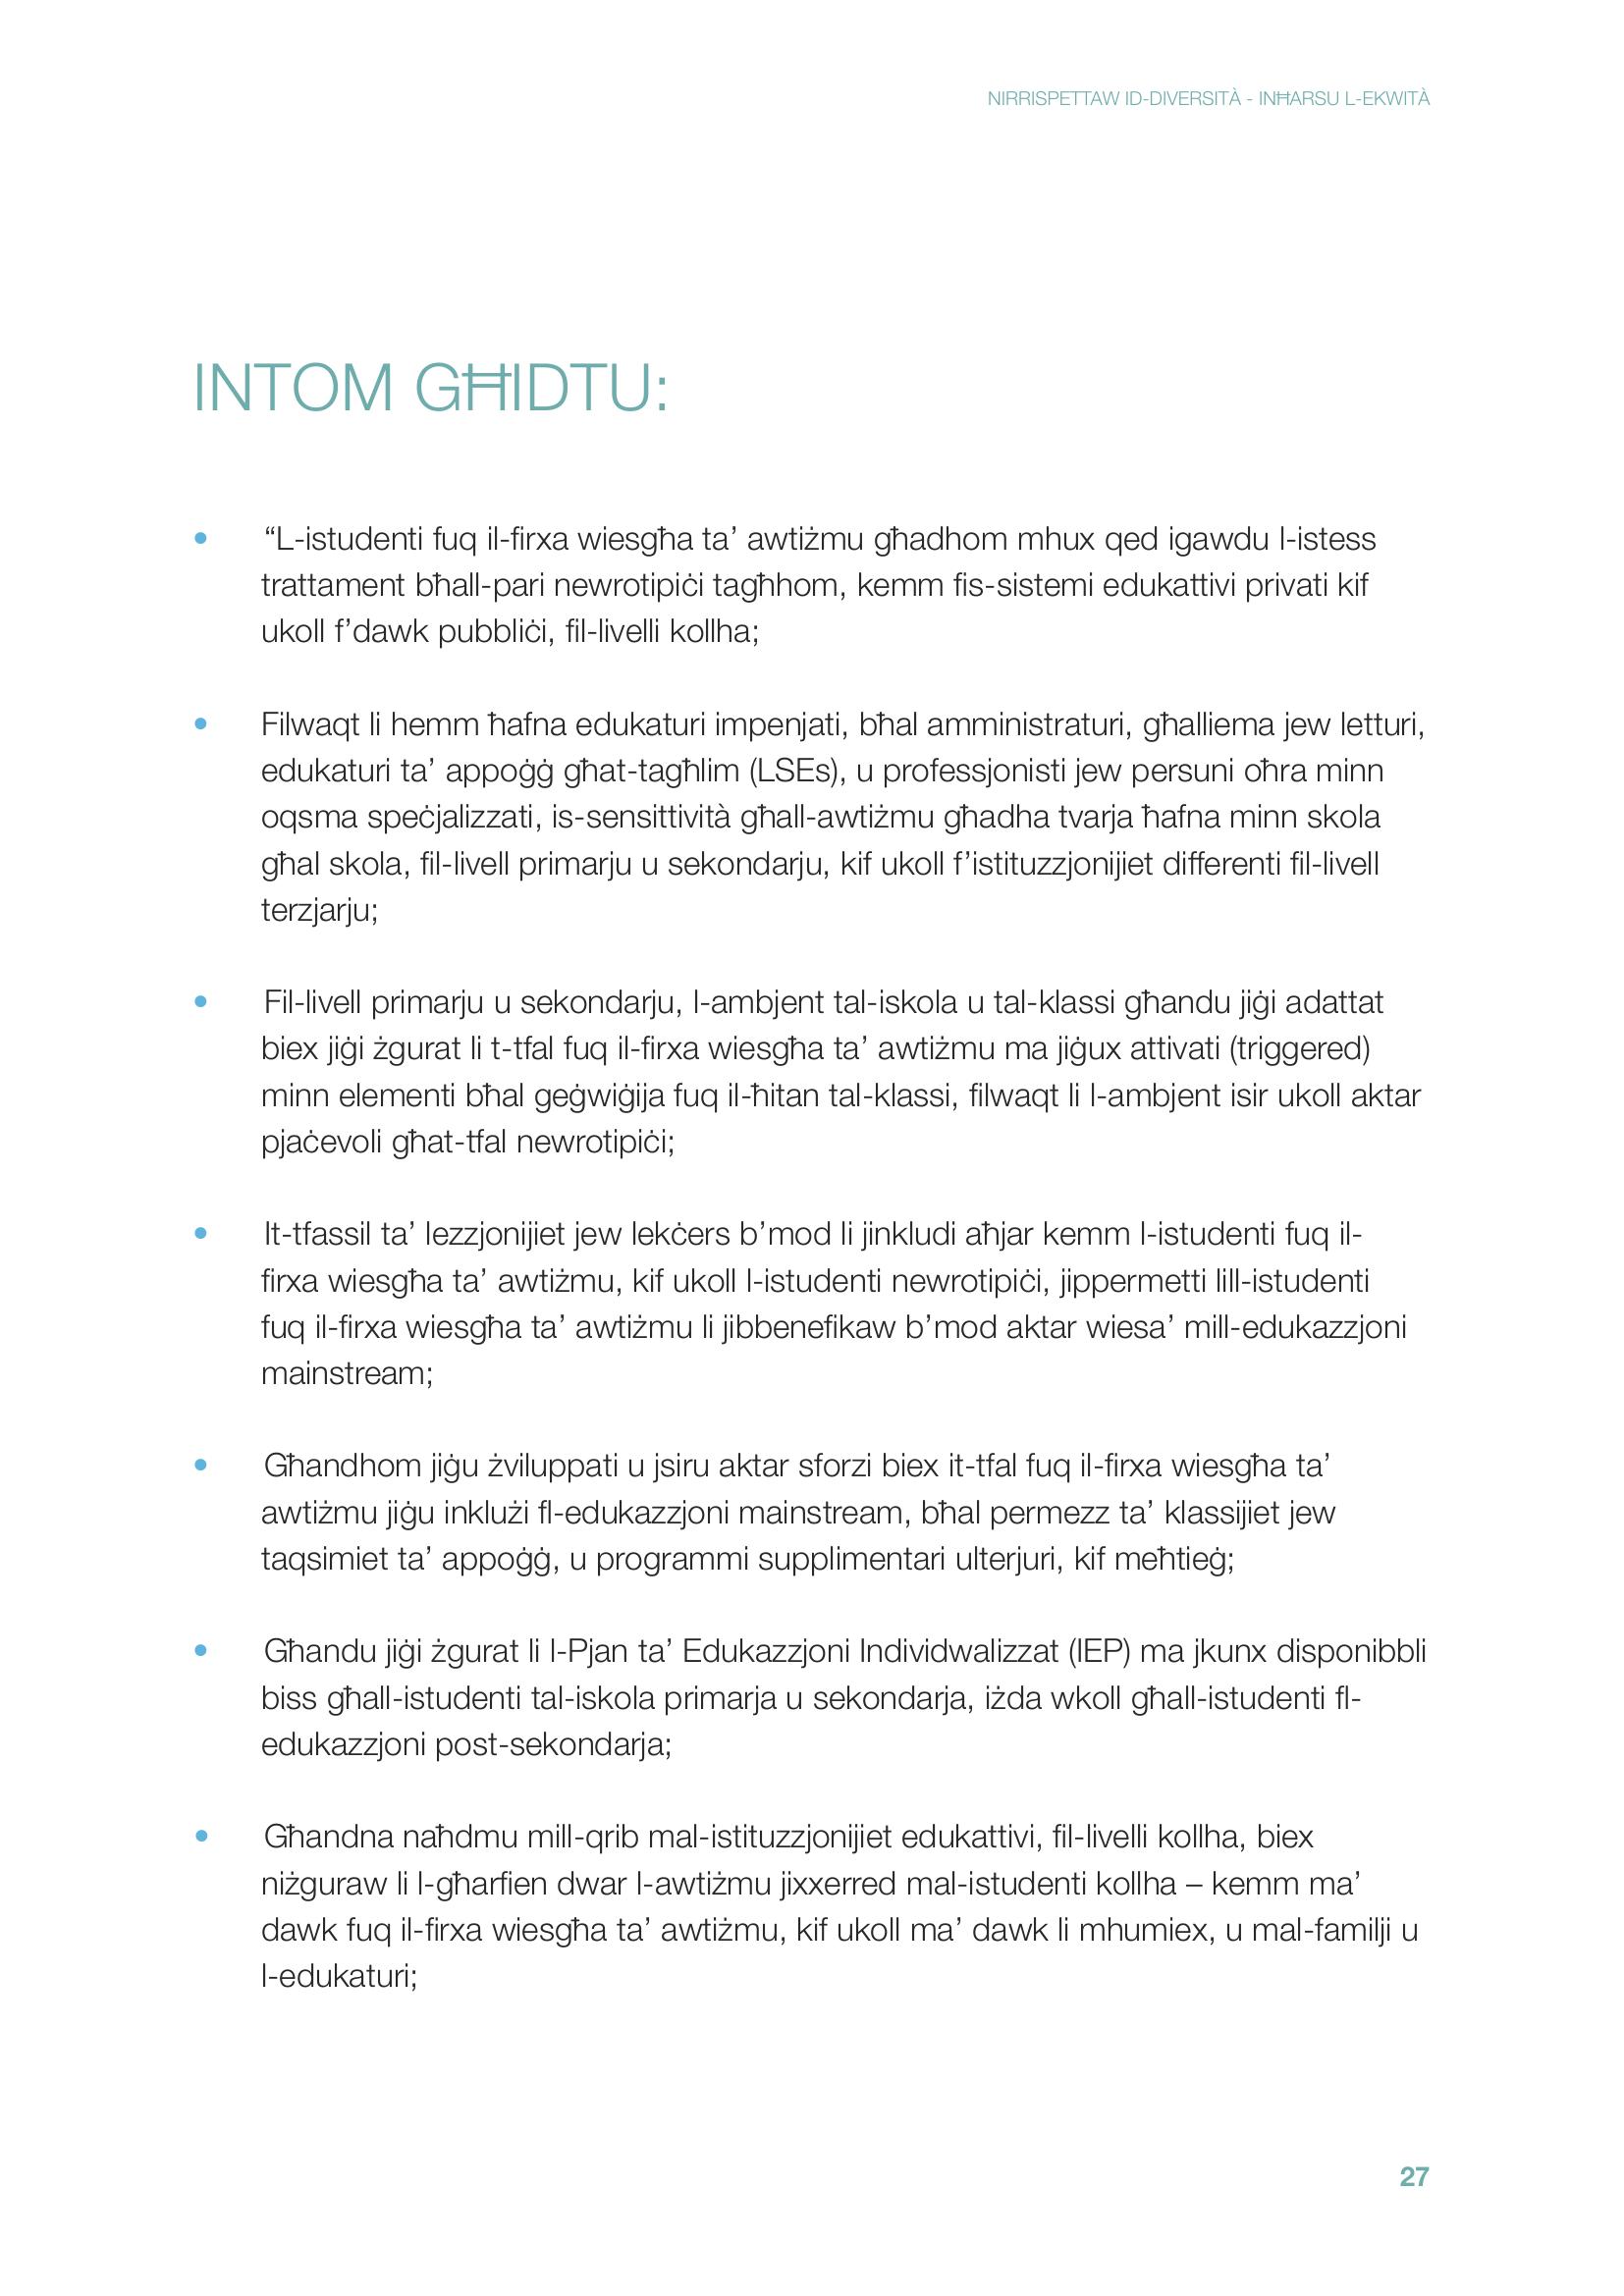 NIRRISPETTAW ID-DIVERSITÀ - INĦARSU L-EKWITÀ
INTOM GĦIDTU:
• “L-istudenti fuq il-firxa wiesgħa ta’ awtiżmu għadhom mhux qed igawdu l-istess
trattament bħall-pari newrotipiċi tagħhom, kemm fis-sistemi edukattivi privati kif
ukoll f’dawk pubbliċi, fil-livelli kollha;
• Filwaqt li hemm ħafna edukaturi impenjati, bħal amministraturi, għalliema jew letturi,
edukaturi ta’ appoġġ għat-tagħlim (LSEs), u professjonisti jew persuni oħra minn
oqsma speċjalizzati, is-sensittività għall-awtiżmu għadha tvarja ħafna minn skola
għal skola, fil-livell primarju u sekondarju, kif ukoll f’istituzzjonijiet differenti fil-livell
terzjarju;
• Fil-livell primarju u sekondarju, l-ambjent tal-iskola u tal-klassi għandu jiġi adattat
biex jiġi żgurat li t-tfal fuq il-firxa wiesgħa ta’ awtiżmu ma jiġux attivati (triggered)
minn elementi bħal geġwiġija fuq il-ħitan tal-klassi, filwaqt li l-ambjent isir ukoll aktar
pjaċevoli għat-tfal newrotipiċi;
• It-tfassil ta’ lezzjonijiet jew lekċers b’mod li jinkludi aħjar kemm l-istudenti fuq il-
firxa wiesgħa ta’ awtiżmu, kif ukoll l-istudenti newrotipiċi, jippermetti lill-istudenti
fuq il-firxa wiesgħa ta’ awtiżmu li jibbenefikaw b’mod aktar wiesa’ mill-edukazzjoni
mainstream;
• Għandhom jiġu żviluppati u jsiru aktar sforzi biex it-tfal fuq il-firxa wiesgħa ta’
awtiżmu jiġu inklużi fl-edukazzjoni mainstream, bħal permezz ta’ klassijiet jew
taqsimiet ta’ appoġġ, u programmi supplimentari ulterjuri, kif meħtieġ;
• Għandu jiġi żgurat li l-Pjan ta’ Edukazzjoni Individwalizzat (IEP) ma jkunx disponibbli
biss għall-istudenti tal-iskola primarja u sekondarja, iżda wkoll għall-istudenti fl-
edukazzjoni post-sekondarja;
• Għandna naħdmu mill-qrib mal-istituzzjonijiet edukattivi, fil-livelli kollha, biex
niżguraw li l-għarfien dwar l-awtiżmu jixxerred mal-istudenti kollha – kemm ma’
dawk fuq il-firxa wiesgħa ta’ awtiżmu, kif ukoll ma’ dawk li mhumiex, u mal-familji u
l-edukaturi;
27